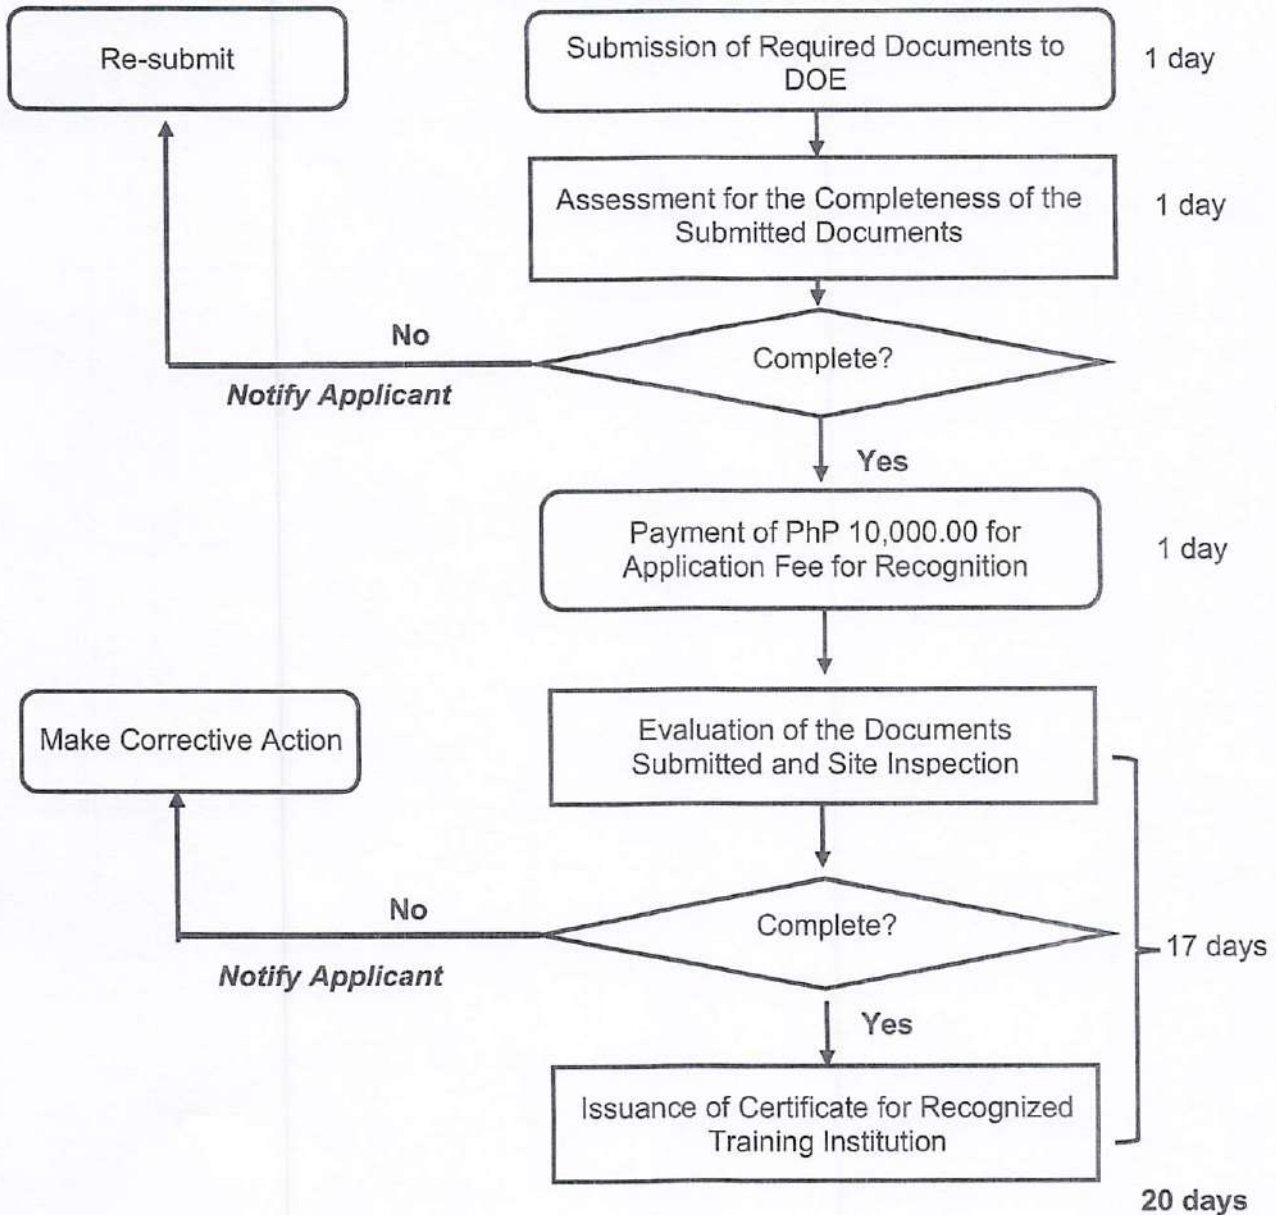 Re-submit
Submission of Required Documents to
DOE
1 day
Assessment for the Completeness of the
Submitted Documents
1 day
No
Complete?
Notify Applicant
Yes
Payment of PhP 10,000.00 for
Application Fee for Recognition
1 day
Make Corrective Action
Evaluation of the Documents
Submitted and Site Inspection
No
Complete?
17 days
Notify Applicant
Yes
Issuance of Certificate for Recognized
Training Institution
20 days